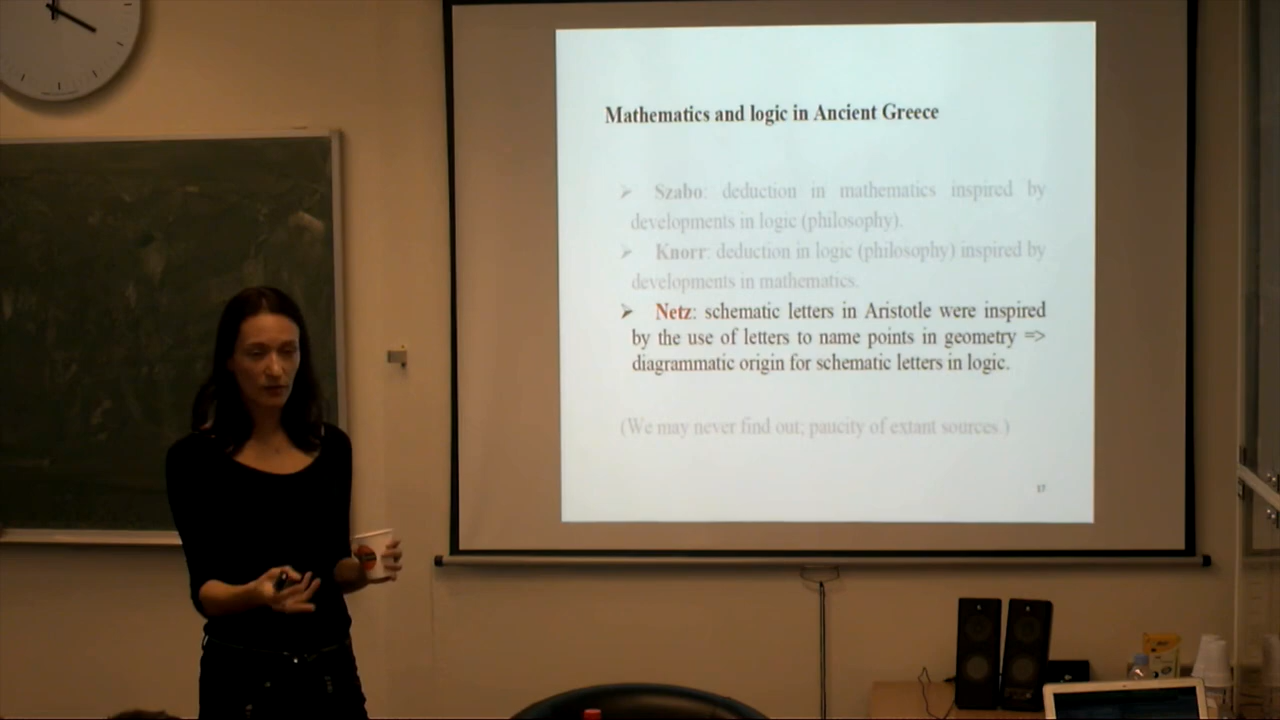 Mathematics and logic in Ancient Greece
➢ Szabo: deduction in mathematics inspired by
developments in logic (philosophy).
➢ Knorr: deduction in logic (philosophy) inspired by
developments in mathematics.
➢ Netz: schematic letters in Aristotle were inspired
by the use of letters to name points in geometry =>
diagrammatic origin for schematic letters in logic.
(We may never find out; paucity of extant sources.)
17